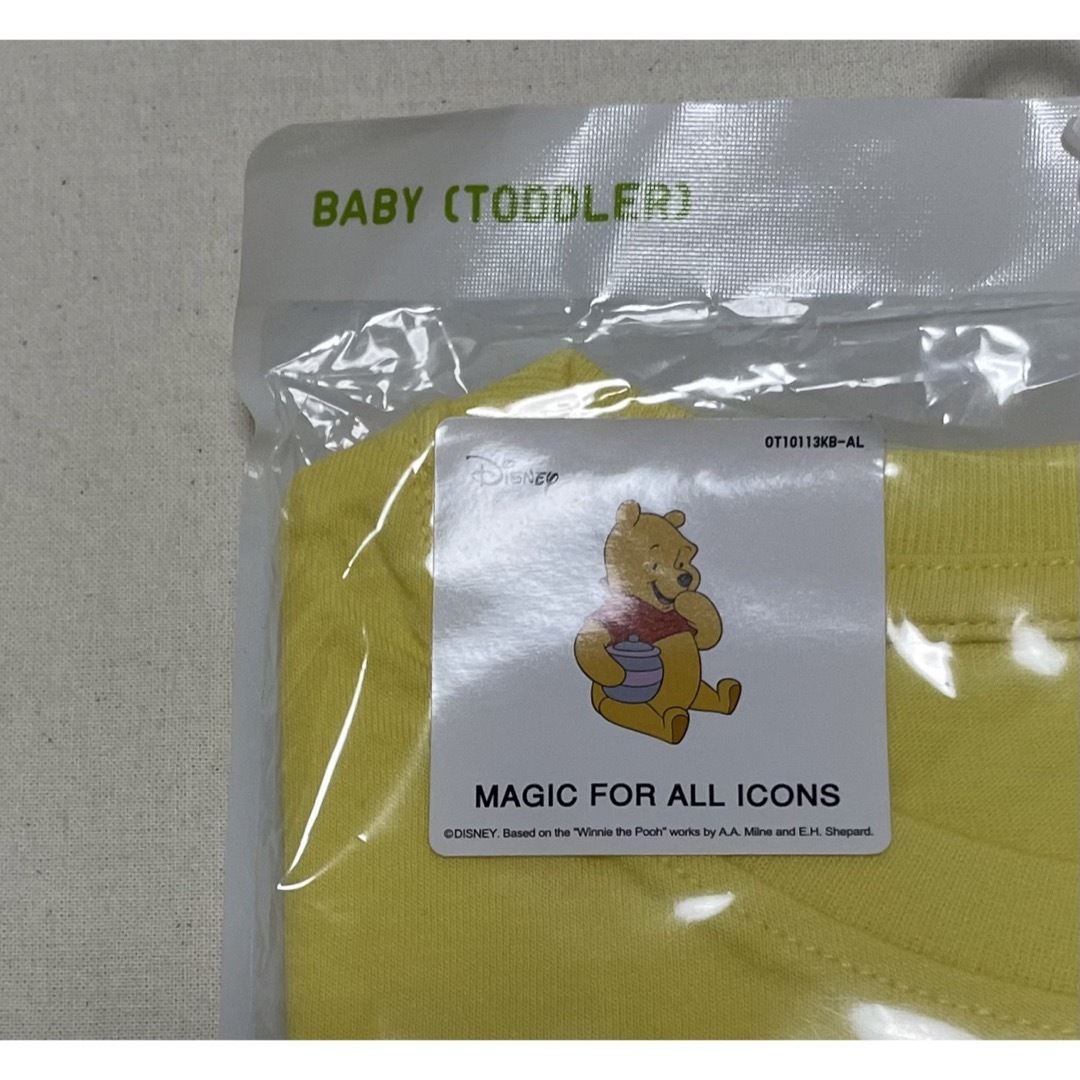 BABY (TODDLER)
OT10113KB-AL
Disney
MAGIC FOR ALL ICONS
©DISNEY. Based on the "Winnie the Pooh" works by A.A. Milne and E.H. Shepard.